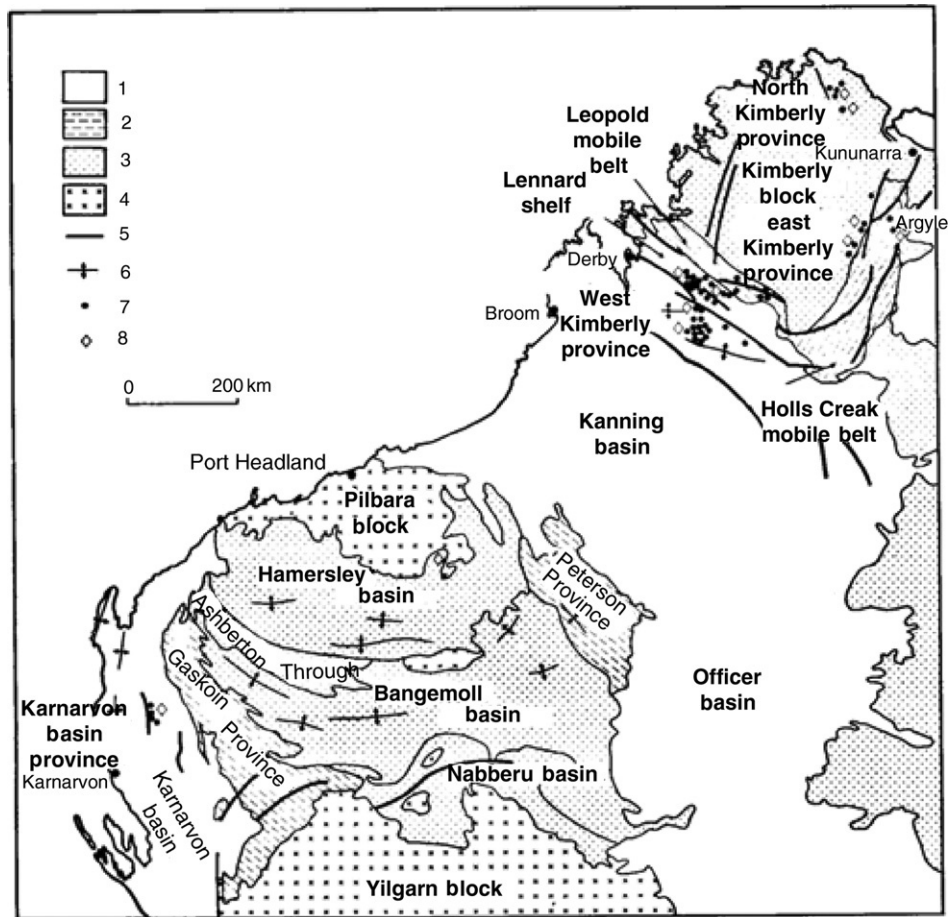 1
2
3
4
5
6
7
8
0 200 km
North
Kimberly
province
Kununarra
Leopold
mobile
belt
Lennard
shelf
Kimberly
block
east
Kimberly
province
Argyle
Derby
Broom
West
Kimberly
province
Kanning
basin
Holls Creak
mobile belt
Port Headland
Pilbara
block
Hamersley
basin
Peterson
Province
Ashberton
Through
Gaskoin
Province
Bangemoll
basin
Officer
basin
Karnarvon
basin
province
Karnarvon
Karnarvon
basin
Nabberu basin
Yilgarn block